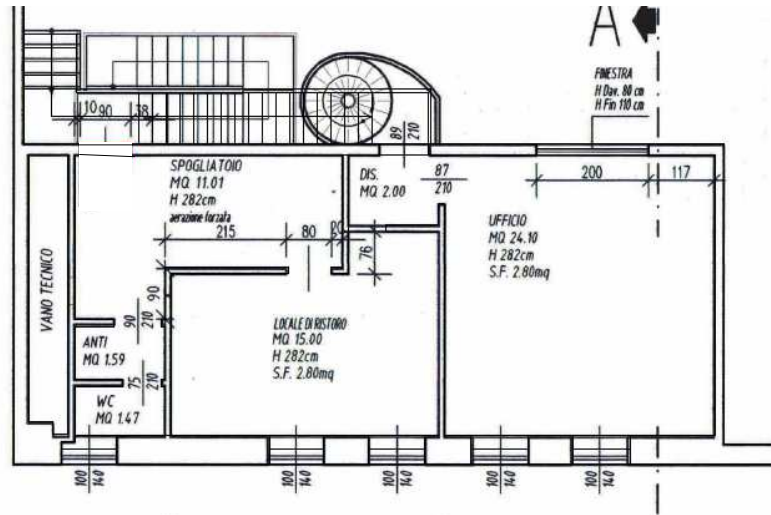 A
FINESTRA
H Dav. 80 cm
H Fin 110 cm
10
90
38
89
210
SPOGLIATOIO
MQ 11.01
H 282cm
aerazione forzata
DIS.
MQ 2.00
87
210
200
117
UFFICIO
MQ 24.10
H 282cm
S.F. 2.80mq
215
80
20
76
VANO TECNICO
90
90
210
LOCALE DI RISTORO
MQ 15.00
H 282cm
S.F. 2.80mq
ANTI
MQ 1.59
75
210
WC
MQ 1.47
100
140
100
140
100
140
100
140
100
140